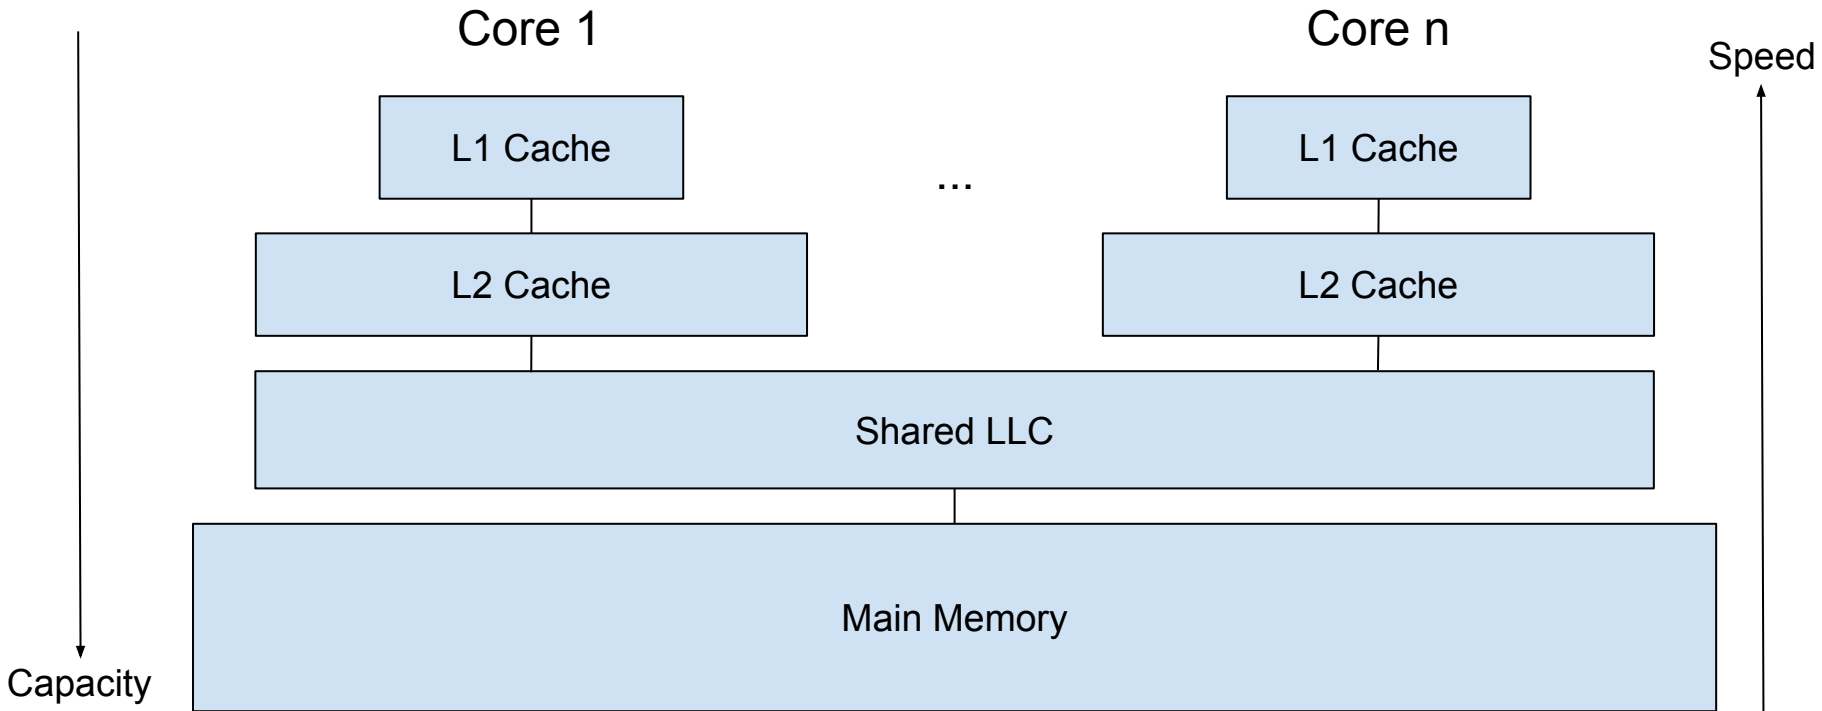 Core 1
Core n
Speed
L1 Cache
L1 Cache
...
L2 Cache
L2 Cache
Shared LLC
Main Memory
Capacity